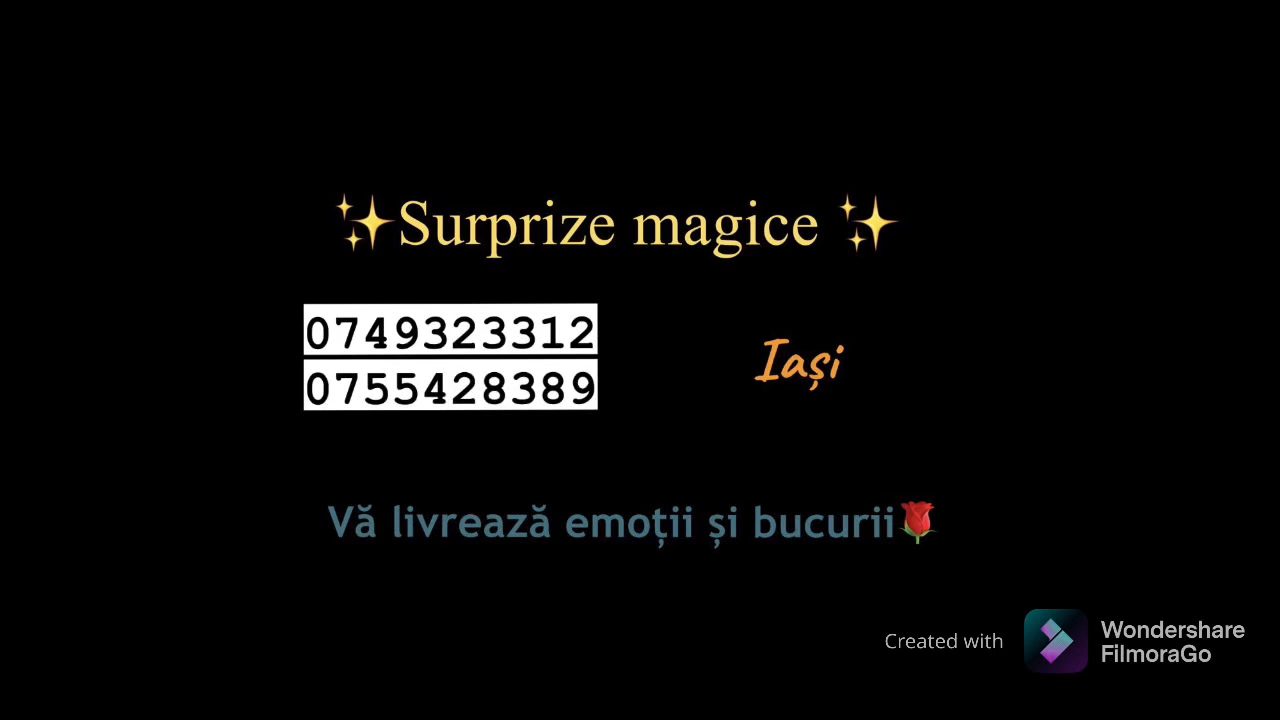 ✨Surprize magice ✨
0749323312
0755428389
Iași
Vă livrează emoții și bucurii🌹
Created with
Wondershare
FilmoraGo